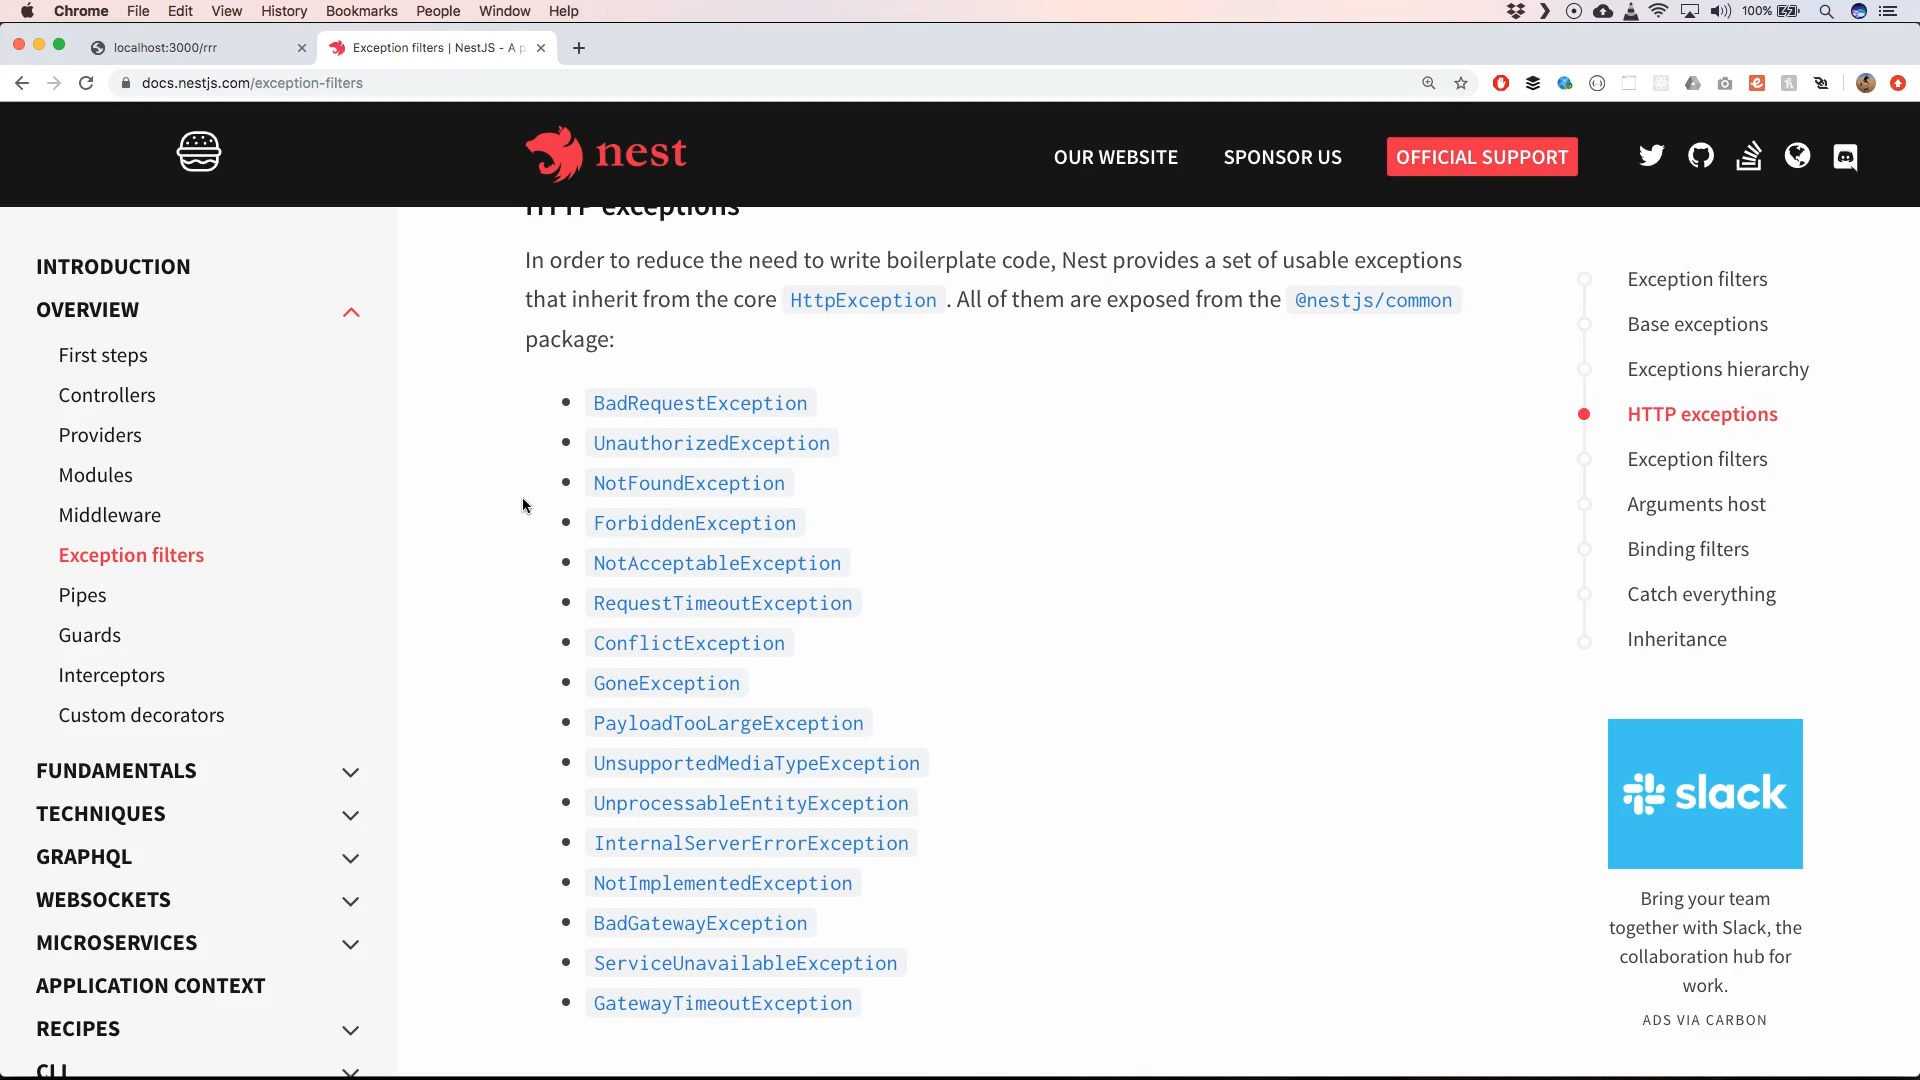 Chrome File Edit View History Bookmarks People Window Help
100%
localhost:3000/rrr
Exception filters | NestJS - A p
docs.nestjs.com/exception-filters
nest
OUR WEBSITE
SPONSOR US
OFFICIAL SUPPORT
INTRODUCTION
OVERVIEW
First steps
Controllers
Providers
Modules
Middleware
Exception filters
Pipes
Guards
Interceptors
Custom decorators
FUNDAMENTALS
TECHNIQUES
GRAPHQL
WEBSOCKETS
MICROSERVICES
APPLICATION CONTEXT
RECIPES
CLI
HTTP exceptions
In order to reduce the need to write boilerplate code, Nest provides a set of usable exceptions
that inherit from the core HttpException . All of them are exposed from the @nestjs/common
package:
BadRequestException
UnauthorizedException
NotFoundException
ForbiddenException
NotAcceptableException
RequestTimeoutException
ConflictException
GoneException
PayloadTooLargeException
UnsupportedMediaTypeException
UnprocessableEntityException
InternalServerErrorException
NotImplementedException
BadGatewayException
ServiceUnavailableException
GatewayTimeoutException
Exception filters
Base exceptions
Exceptions hierarchy
HTTP exceptions
Exception filters
Arguments host
Binding filters
Catch everything
Inheritance
slack
Bring your team
together with Slack, the
collaboration hub for
work.
ADS VIA CARBON